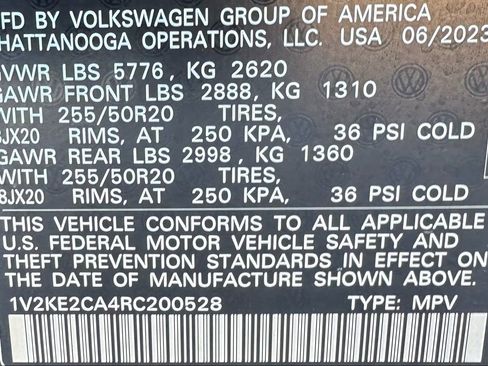 MFD BY VOLKSWAGEN GROUP OF AMERICA
CHATTANOOGA OPERATIONS, LLC. USA 06/2023
GVWR LBS 5776, KG 2620
GAWR FRONT LBS 2888, KG 1310
WITH 255/50R20 TIRES,
8JX20 RIMS, AT 250 KPA, 36 PSI COLD
GAWR REAR LBS 2998, KG 1360
WITH 255/50R20 TIRES,
8JX20 RIMS, AT 250 KPA, 36 PSI COLD
THIS VEHICLE CONFORMS TO ALL APPLICABLE
U.S. FEDERAL MOTOR VEHICLE SAFETY AND
THEFT PREVENTION STANDARDS IN EFFECT ON
THE DATE OF MANUFACTURE SHOWN ABOVE.
1V2KE2CA4RC200528 TYPE: MPV